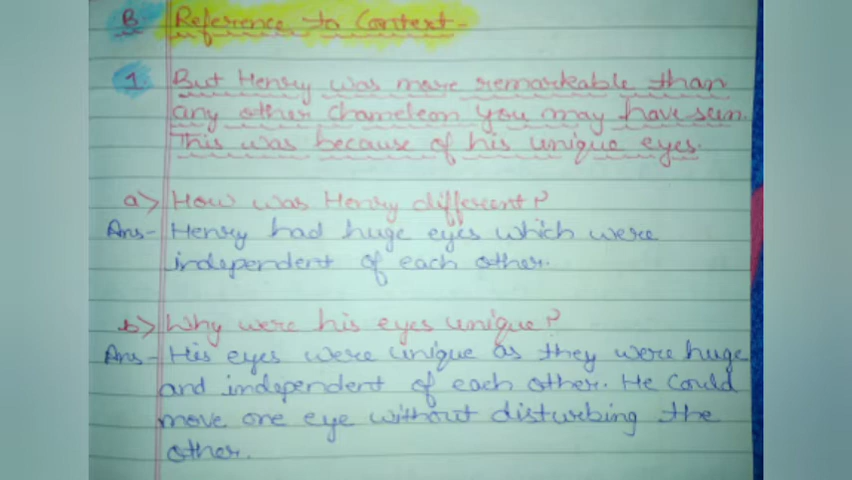 B. Reference to Context-
1. But Henry was more remarkable than
any other chameleon you may have seen.
This was because of his unique eyes.
a> How was Henry different?
Ans- Henry had huge eyes which were
independent of each other.
b> Why were his eyes unique?
Ans- His eyes were unique as they were huge
and independent of each other. He could
move one eye without disturbing the
other.